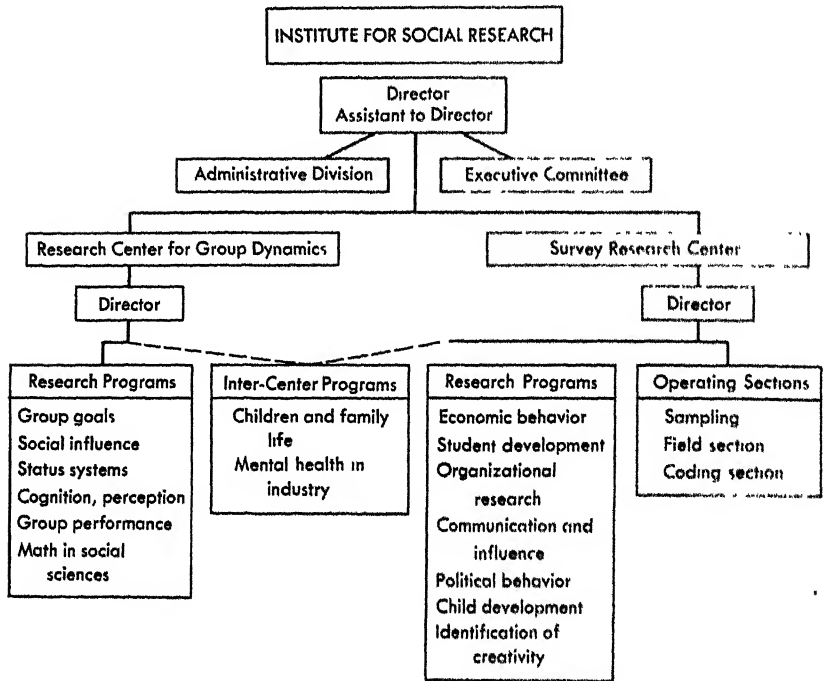 INSTITUTE FOR SOCIAL RESEARCH
Director
Assistant to Director
Administrative Division
Executive Committee
Research Center for Group Dynamics
Survey Research Center
Director
Director
Research Programs
Group goals
Social influence
Status systems
Cognition, perception
Group performance
Math in social
sciences
Inter-Center Programs
Children and family
life
Mental health in
industry
Research Programs
Economic behavior
Student development
Organizational
research
Communication and
influence
Political behavior
Child development
Identification of
creativity
Operating Sections
Sampling
Field section
Coding section